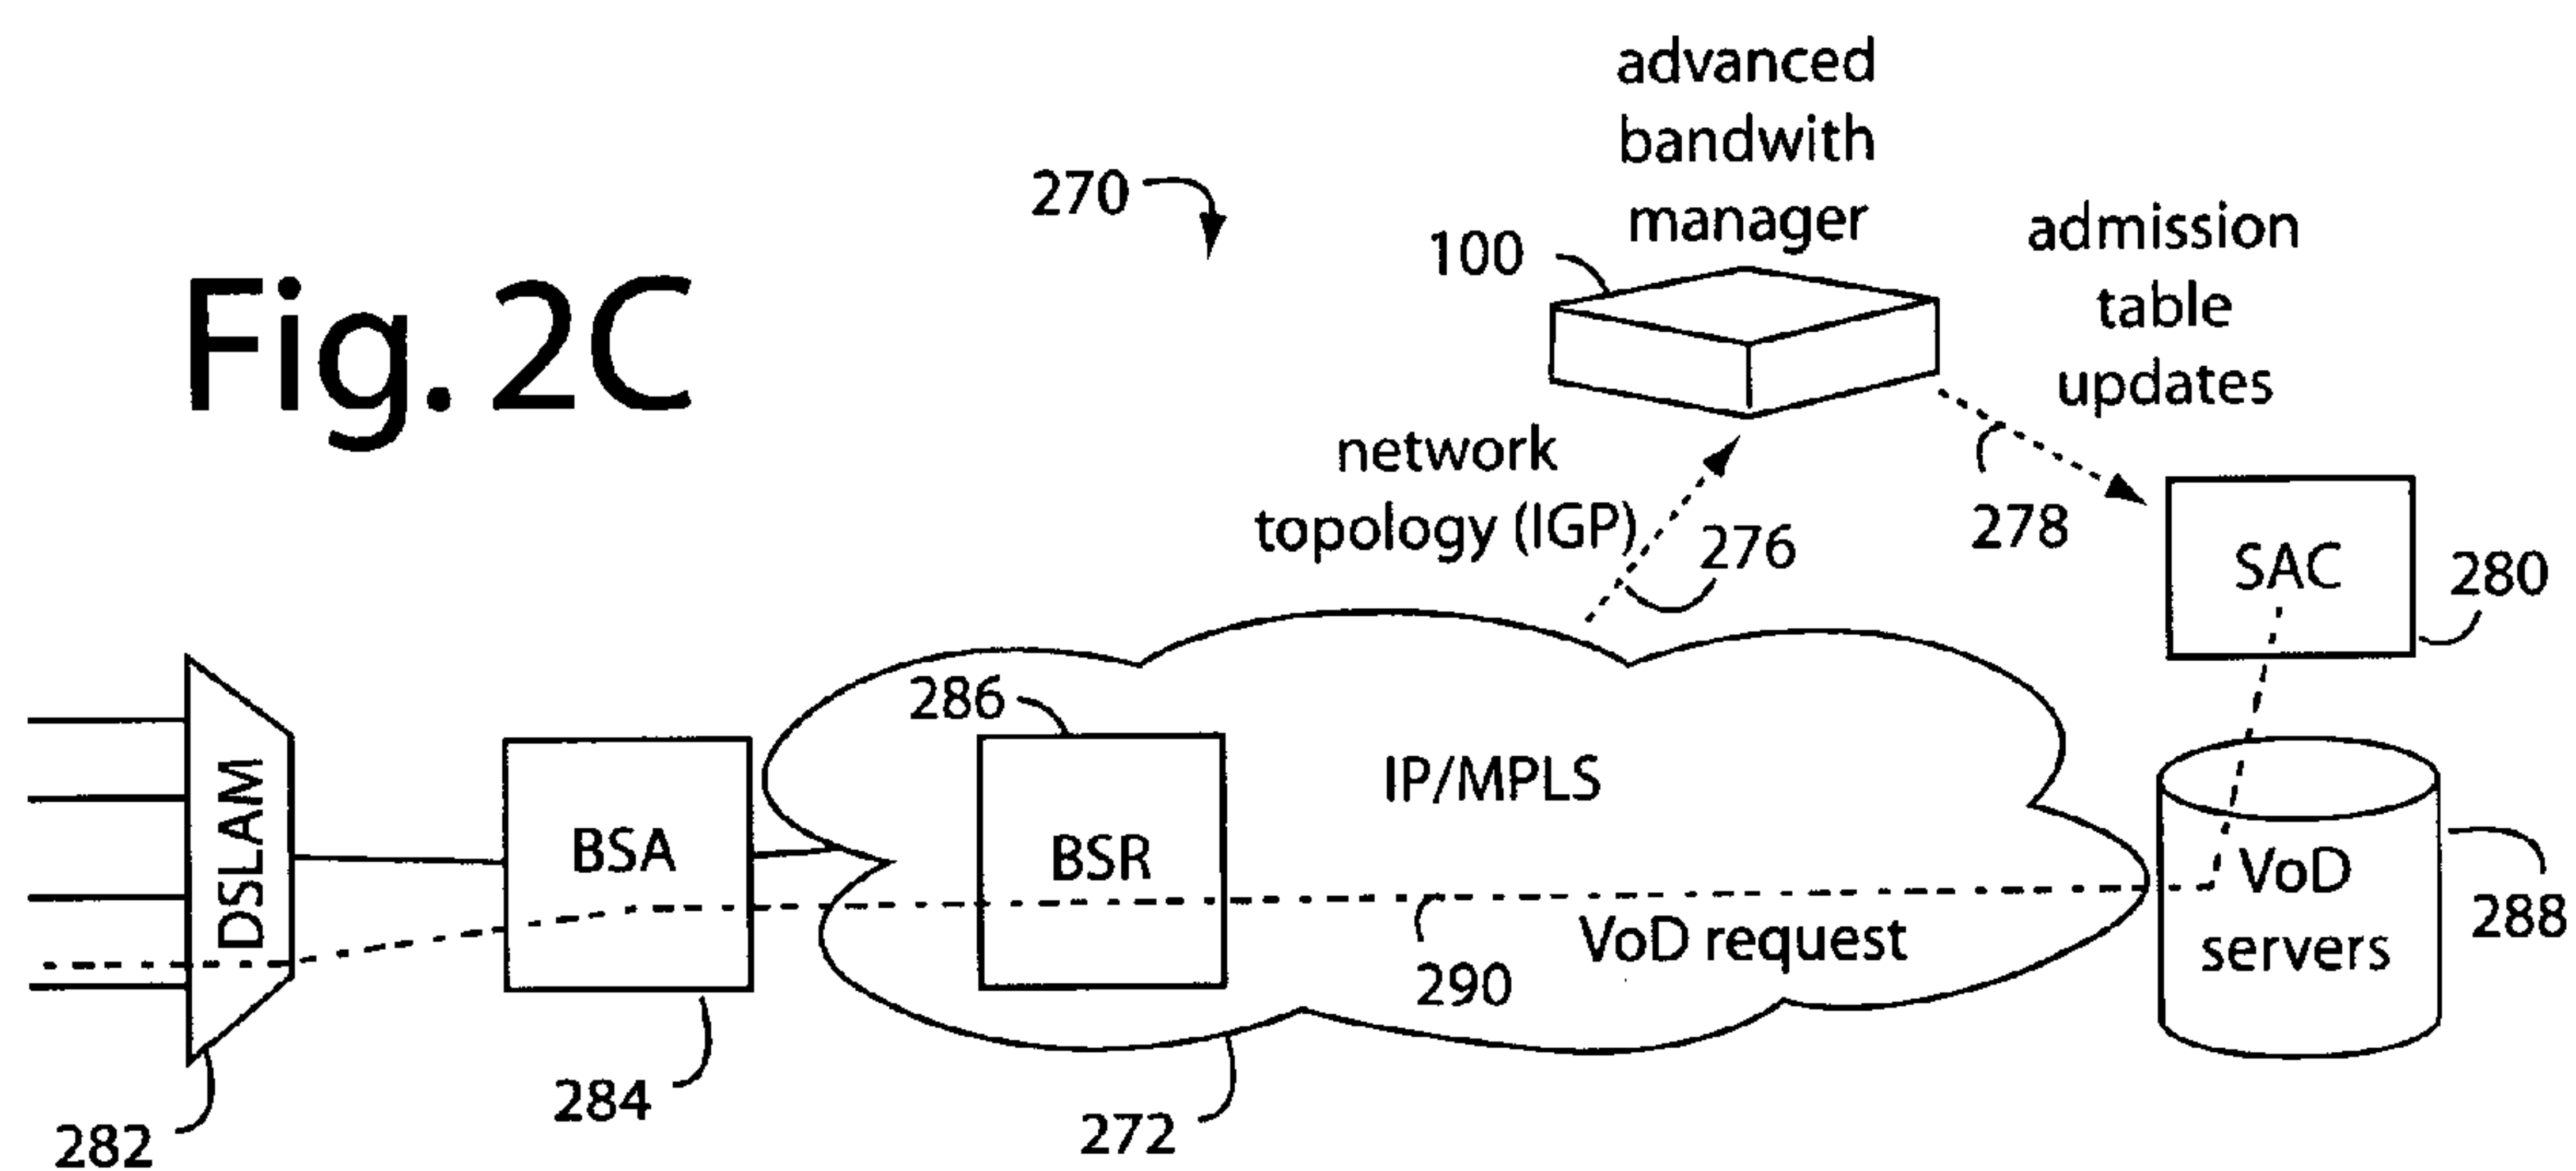 Fig. 2C
270
advanced
bandwith
manager
100
admission
table
updates
network
topology (IGP)
276
278
SAC
280
286
IP/MPLS
DSLAM
BSA
BSR
VoD
servers
288
VoD request
290
282
284
272